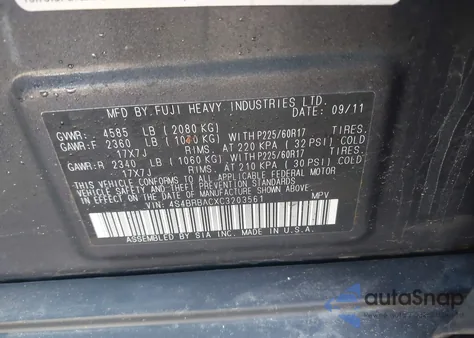 MFD BY FUJI HEAVY INDUSTRIES LTD. DATE: 09/11
GVWR: 4585 LB (2080 KG)
GAWR:F 2360 LB (1070 KG) WITH P225/60R17 TIRES.
17X7J RIMS, AT 220 KPA ( 32 PSI) COLD
GAWR:R 2340 LB (1060 KG) WITH P225/60R17 TIRES.
17X7J RIMS, AT 210 KPA ( 30 PSI) COLD
THIS VEHICLE CONFORMS TO ALL APPLICABLE FEDERAL MOTOR
VEHICLE SAFETY STANDARDS IN EFFECT ON THE
DATE OF MANUFACTURE SHOWN ABOVE.
VIN: 4S4BRBACXC3203561 MPV
ASSEMBLED BY SIA INC. IN U.S.A.
autoSnap
by carfast